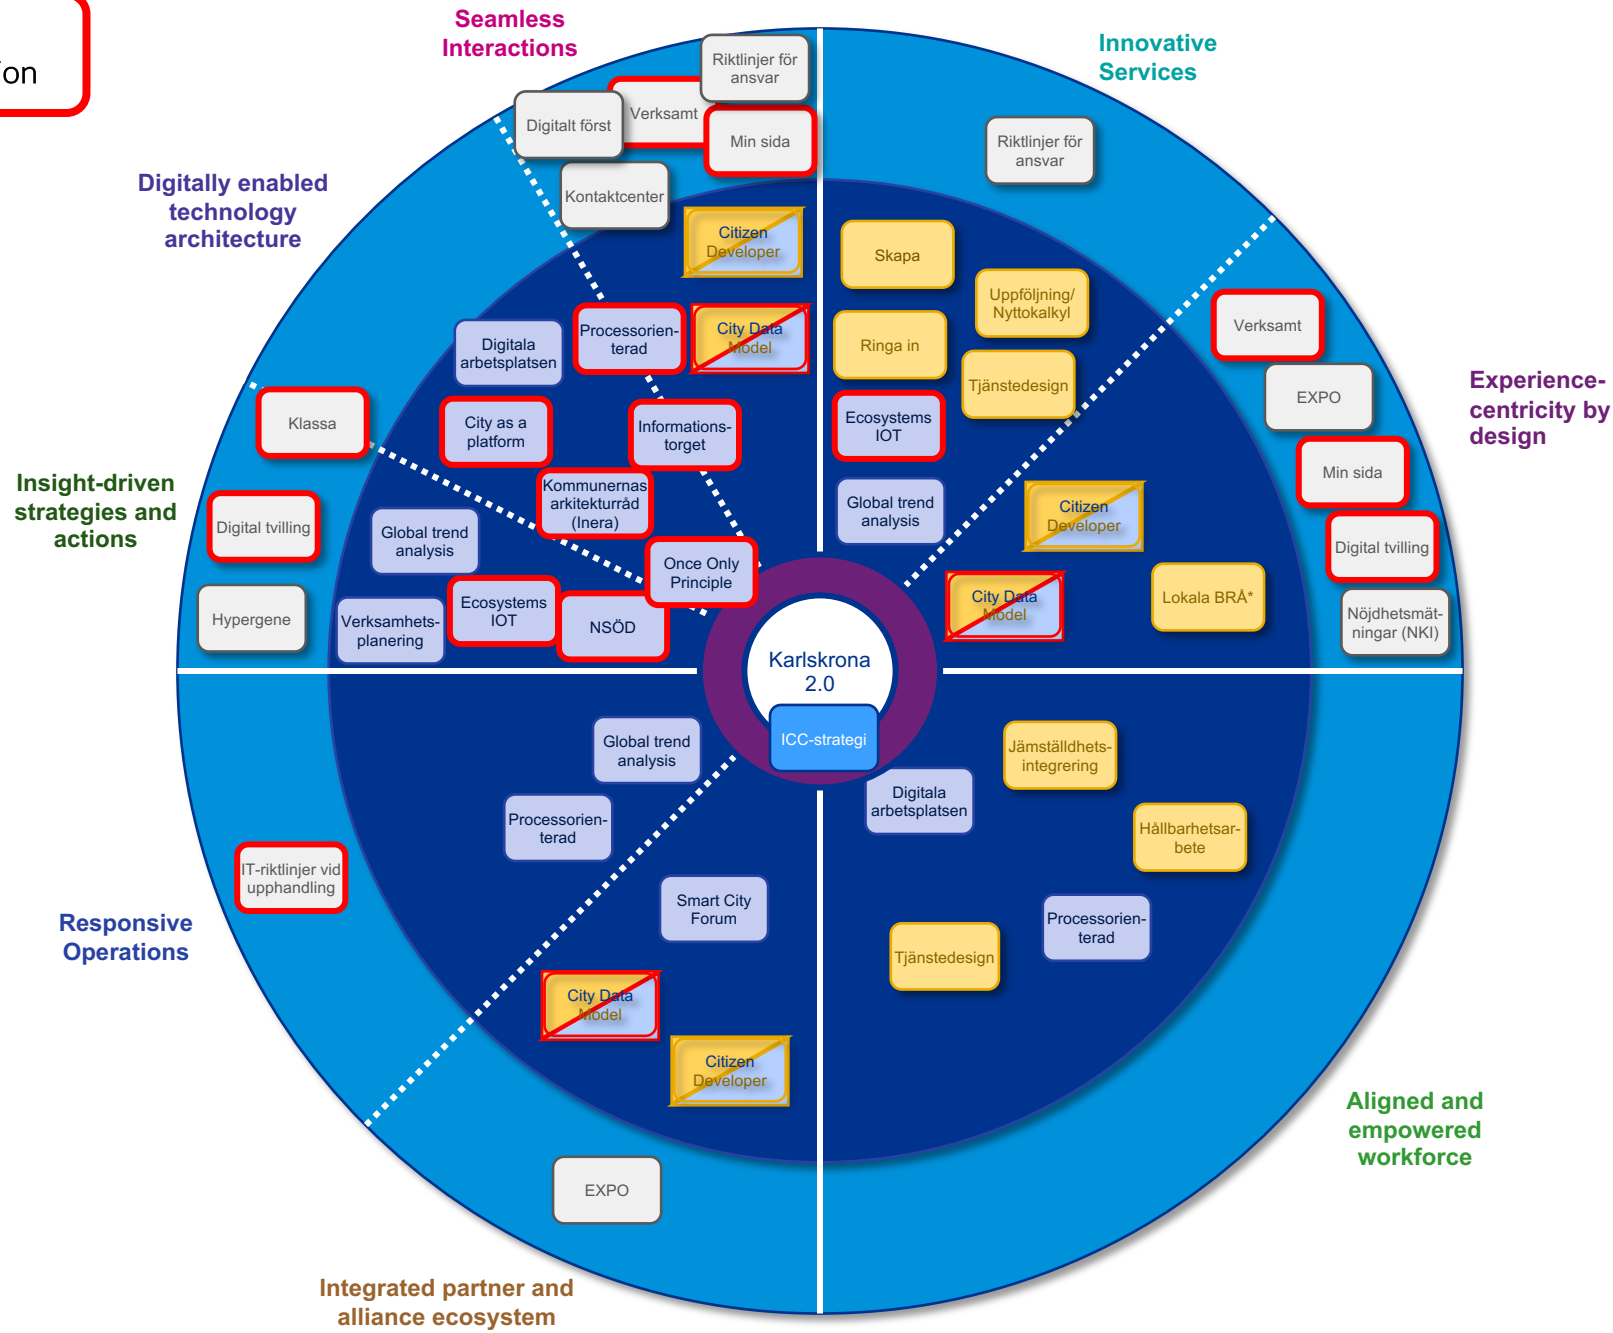 on
Seamless
Interactions
Innovative
Services
Digitally enabled
technology
architecture
Insight-driven
strategies and
actions
Experience-
centricity by
design
Responsive
Operations
Aligned and
empowered
workforce
Integrated partner and
alliance ecosystem
Riktlinjer för
ansvar
Verksamt
Digitalt först
Min sida
Kontaktcenter
Citizen
Developer
Processorien-
terad
City Data
Model
Digitala
arbetsplatsen
City as a
platform
Informations-
torget
Kommunernas
arkitekturråd
(Inera)
Klassa
Digital tvilling
Hypergene
Global trend
analysis
Once Only
Principle
Verksamhets-
planering
Ecosystems
IOT
NSÖD
Riktlinjer för
ansvar
Skapa
Uppföljning/
Nyttokalkyl
Ringa in
Tjänstedesign
Ecosystems
IOT
Global trend
analysis
Verksamt
EXPO
Min sida
Digital tvilling
Nöjdhetsmät-
ningar (NKI)
Citizen
Developer
City Data
Model
Lokala BRÅ*
Karlskrona
2.0
ICC-strategi
Global trend
analysis
Processorien-
terad
IT-riktlinjer vid
upphandling
Smart City
Forum
City Data
Model
Citizen
Developer
EXPO
Digitala
arbetsplatsen
Jämställdhets-
integrering
Hållbarhetsar-
bete
Processorien-
terad
Tjänstedesign